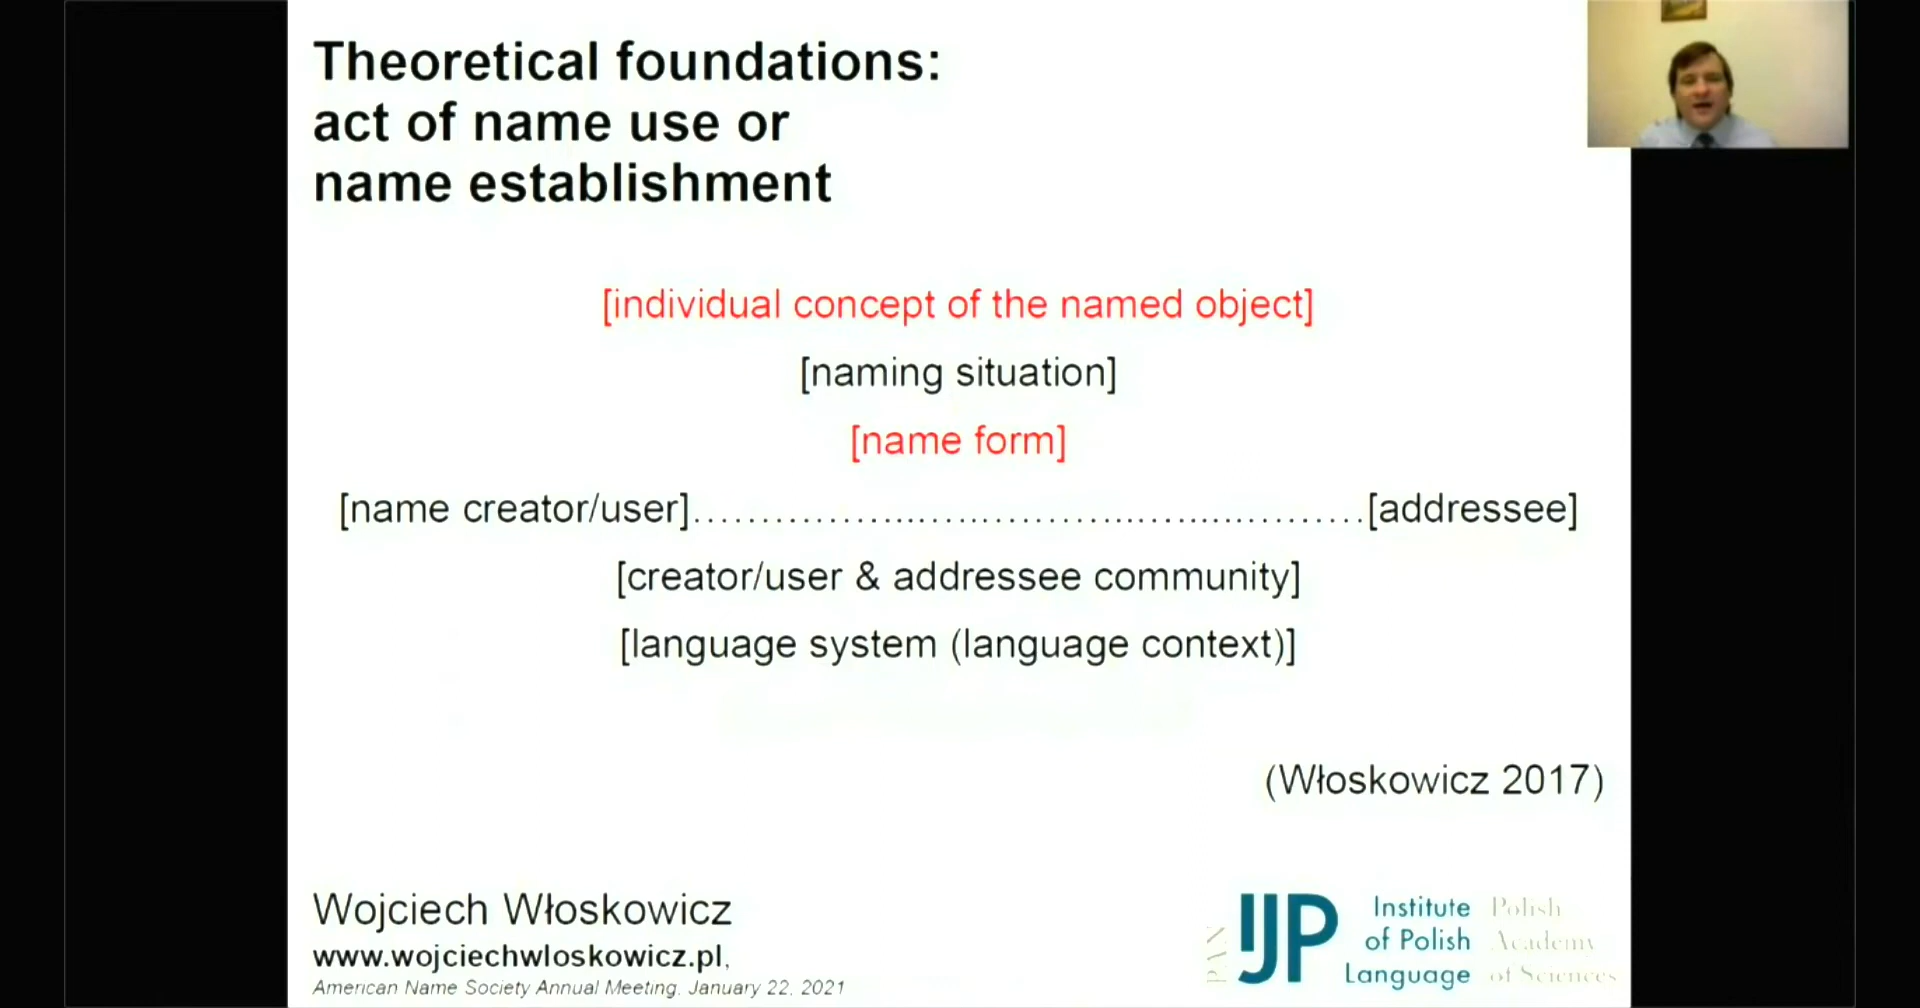 Theoretical foundations:
act of name use or
name establishment
[individual concept of the named object]
[naming situation]
[name form]
[name creator/user]..................................................[addressee]
[creator/user & addressee community]
[language system (language context)]
(Włoskowicz 2017)
Wojciech Włoskowicz
www.wojciechwloskowicz.pl,
American Name Society Annual Meeting, January 22, 2021
PAN
IJP
Institute
of Polish
Language
Polish
Academy
of Sciences